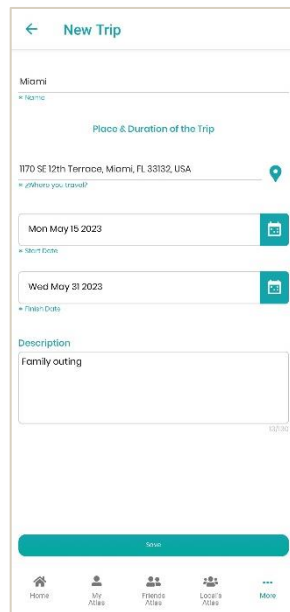 New Trip
Miami
* Name
Place & Duration of the Trip
1170 SE 12th Terrace, Miami, FL 33132, USA
* ¿Where you travel?
Mon May 15 2023
* Start Date
Wed May 31 2023
* Finish Date
Description
Family outing
13/130
Save
Home
My
Atlas
Friends
Atlas
Local's
Atlas
More